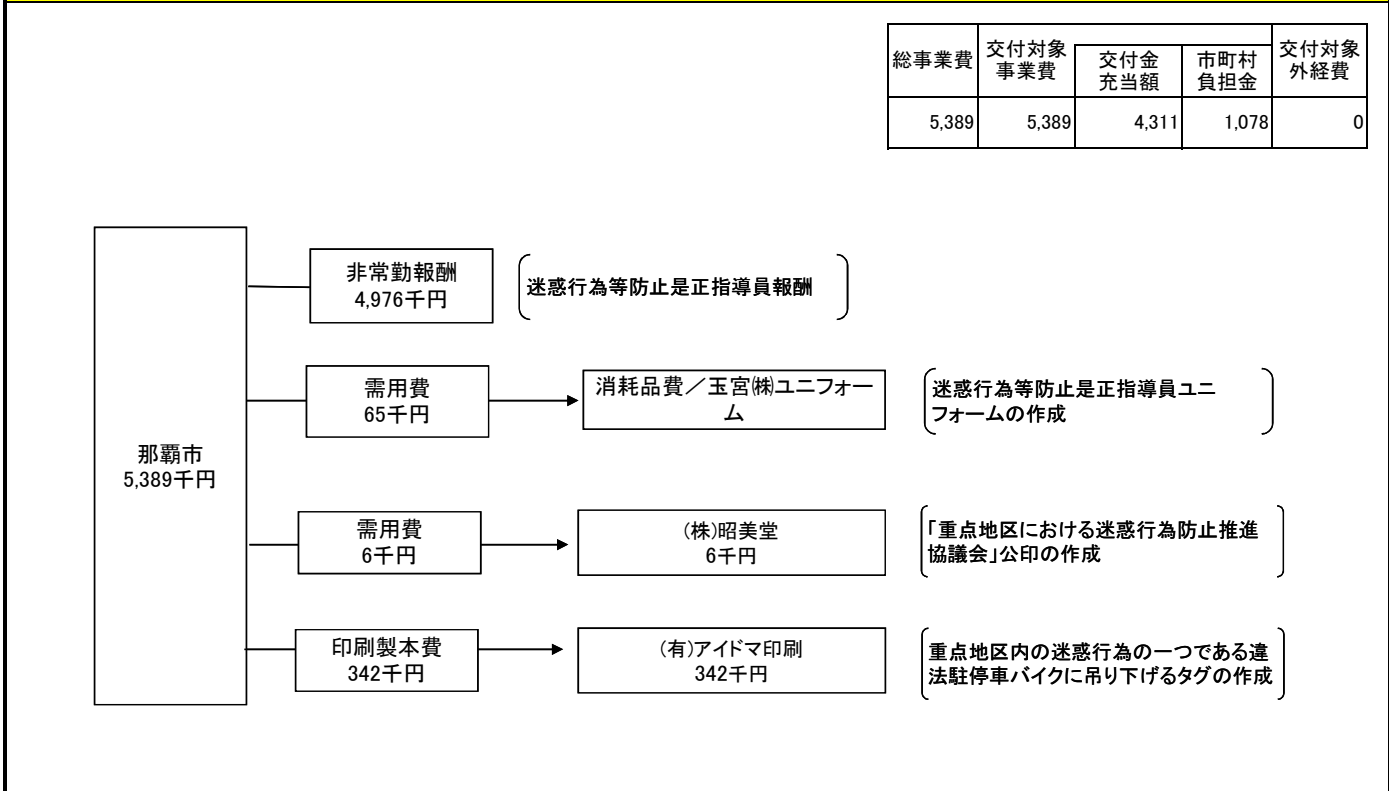 総事業費
交付対象
事業費
交付金
充当額
市町村
負担金
交付対象
外経費
5,389
5,389
4,311
1,078
0
那覇市
5,389千円
非常勤報酬
4,976千円
迷惑行為等防止是正指導員報酬
需用費
65千円
消耗品費／玉宮㈱ユニフォー
ム
迷惑行為等防止是正指導員ユニ
フォームの作成
需用費
6千円
(株)昭美堂
6千円
「重点地区における迷惑行為防止推進
協議会」公印の作成
印刷製本費
342千円
(有)アイドマ印刷
342千円
重点地区内の迷惑行為の一つである違
法駐停車バイクに吊り下げるタグの作成